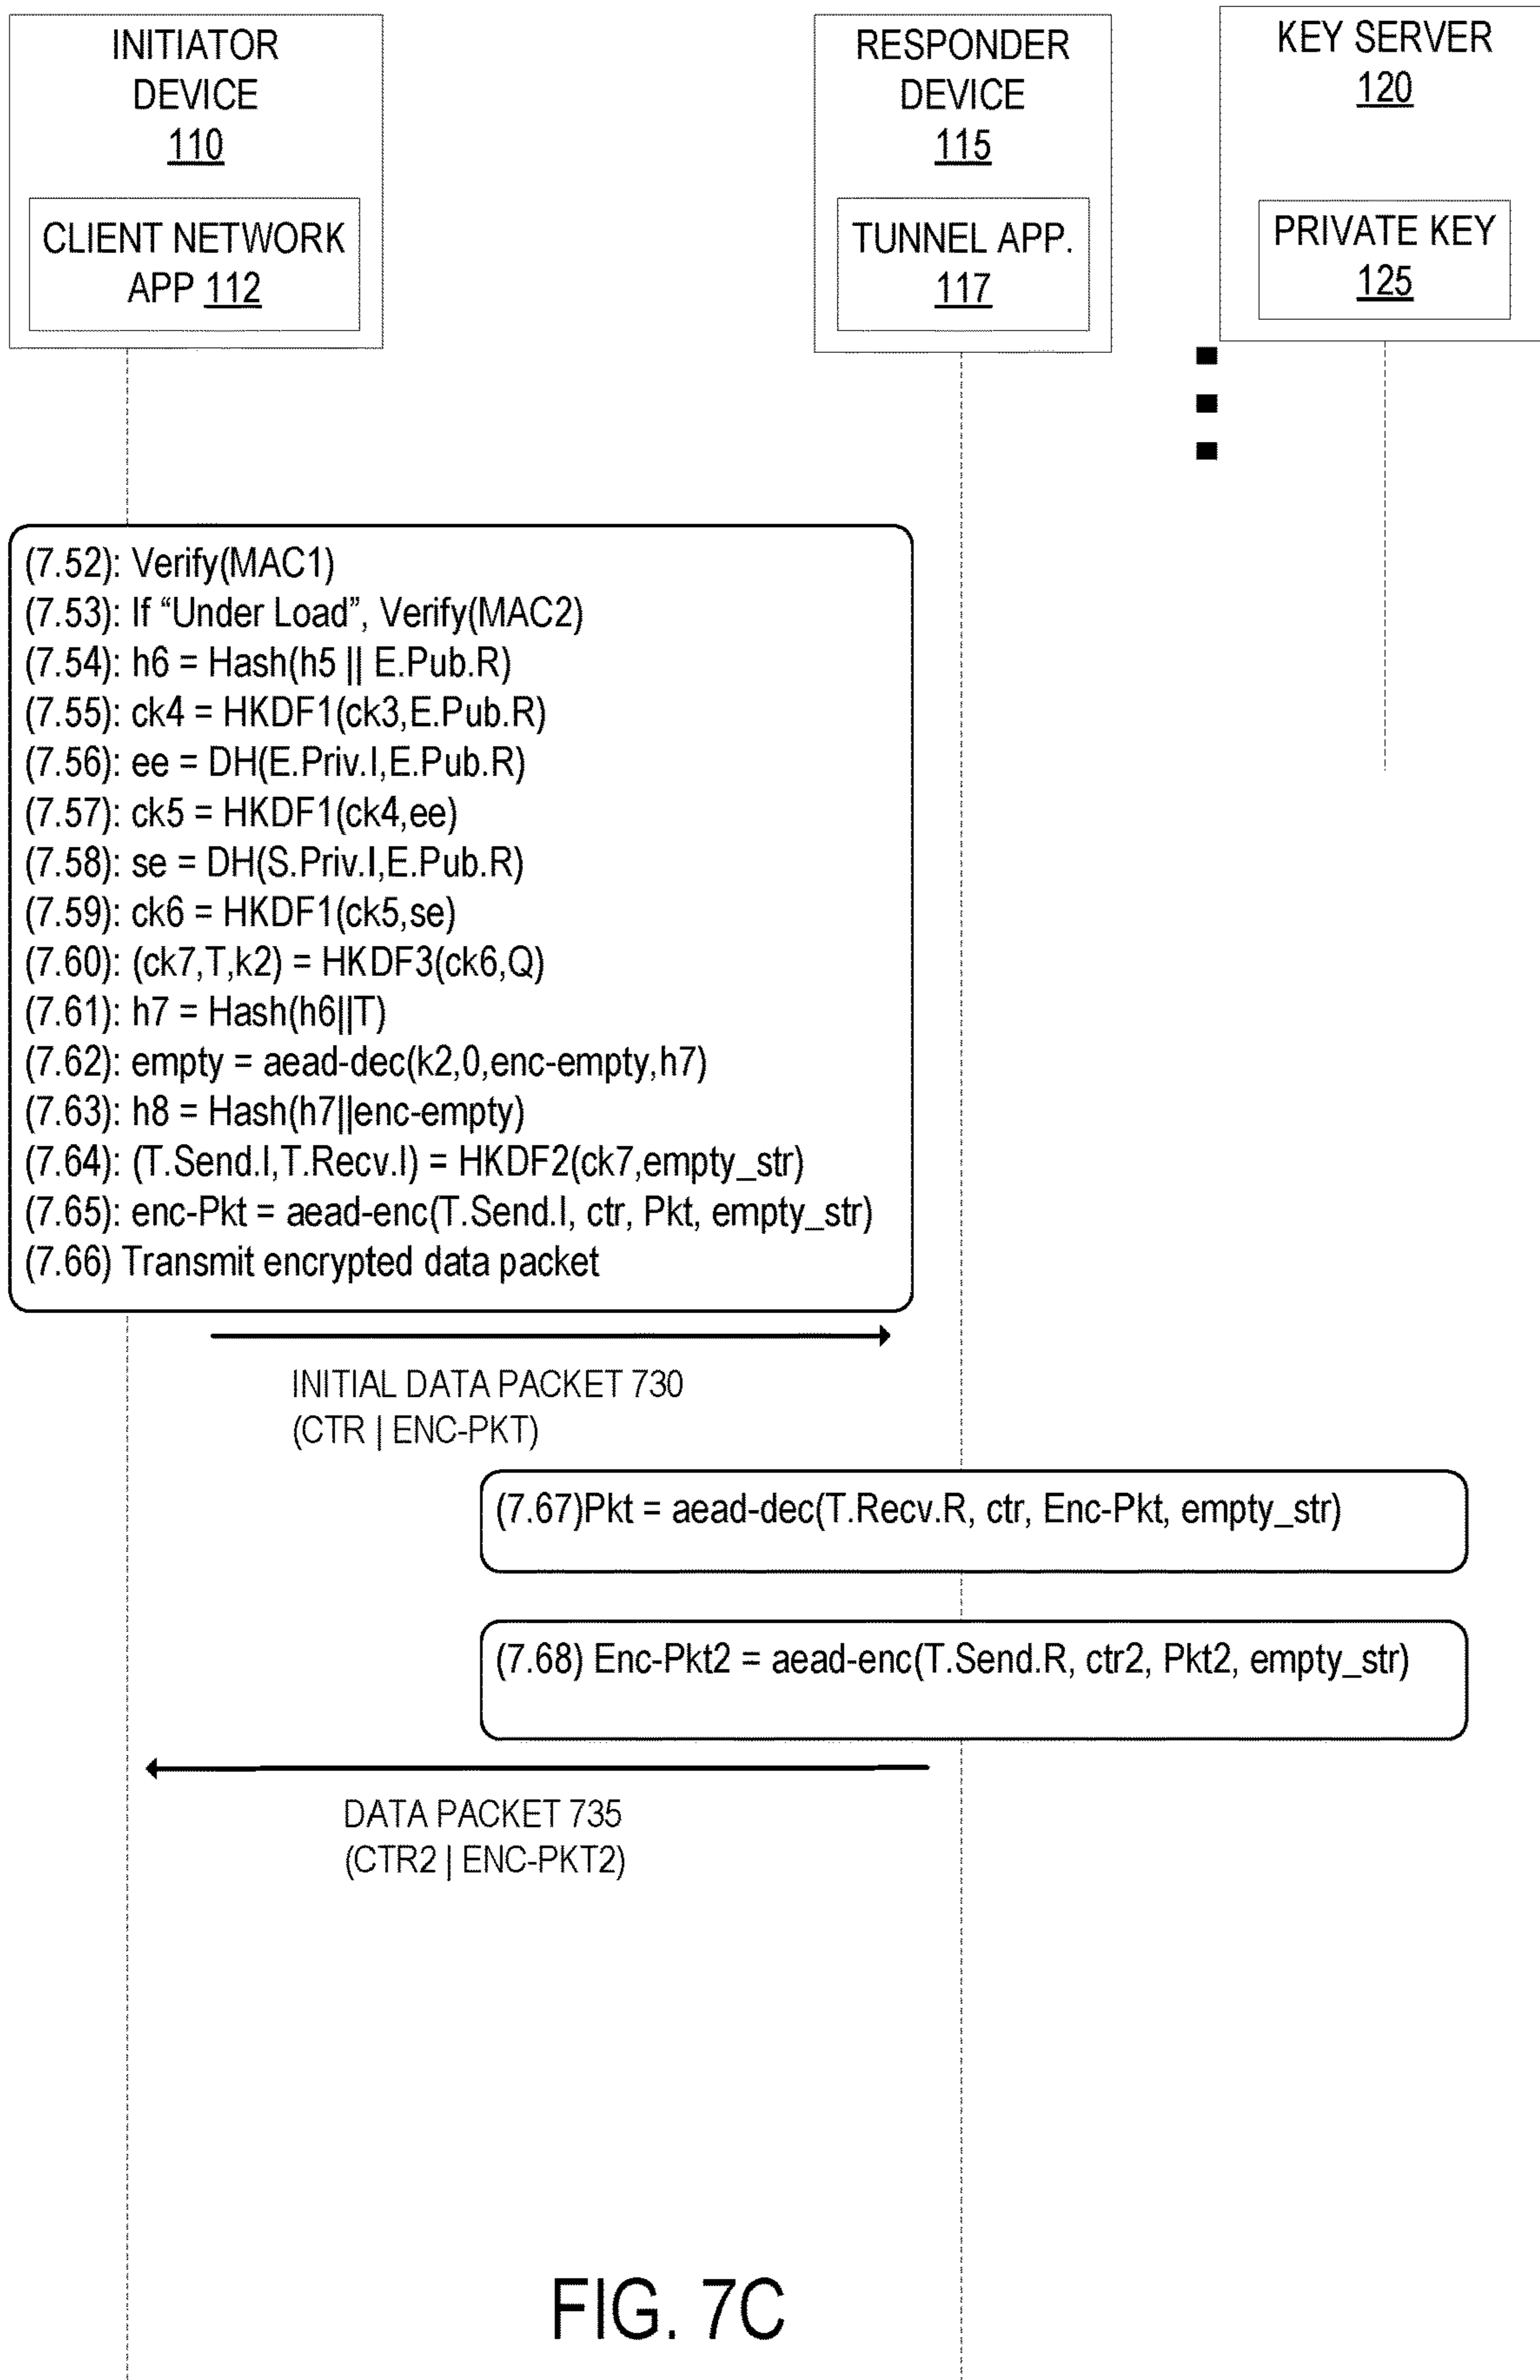 INITIATOR
DEVICE
110
CLIENT NETWORK
APP 112
RESPONDER
DEVICE
115
TUNNEL APP.
117
KEY SERVER
120
PRIVATE KEY
125
(7.52): Verify(MAC1)
(7.53): If “Under Load”, Verify(MAC2)
(7.54): h6 = Hash(h5 || E.Pub.R)
(7.55): ck4 = HKDF1(ck3,E.Pub.R)
(7.56): ee = DH(E.Priv.I,E.Pub.R)
(7.57): ck5 = HKDF1(ck4,ee)
(7.58): se = DH(S.Priv.I,E.Pub.R)
(7.59): ck6 = HKDF1(ck5,se)
(7.60): (ck7,T,k2) = HKDF3(ck6,Q)
(7.61): h7 = Hash(h6||T)
(7.62): empty = aead-dec(k2,0,enc-empty,h7)
(7.63): h8 = Hash(h7||enc-empty)
(7.64): (T.Send.I,T.Recv.I) = HKDF2(ck7,empty_str)
(7.65): enc-Pkt = aead-enc(T.Send.I, ctr, Pkt, empty_str)
(7.66) Transmit encrypted data packet
INITIAL DATA PACKET 730
(CTR | ENC-PKT)
(7.67)Pkt = aead-dec(T.Recv.R, ctr, Enc-Pkt, empty_str)
(7.68) Enc-Pkt2 = aead-enc(T.Send.R, ctr2, Pkt2, empty_str)
DATA PACKET 735
(CTR2 | ENC-PKT2)
FIG. 7C